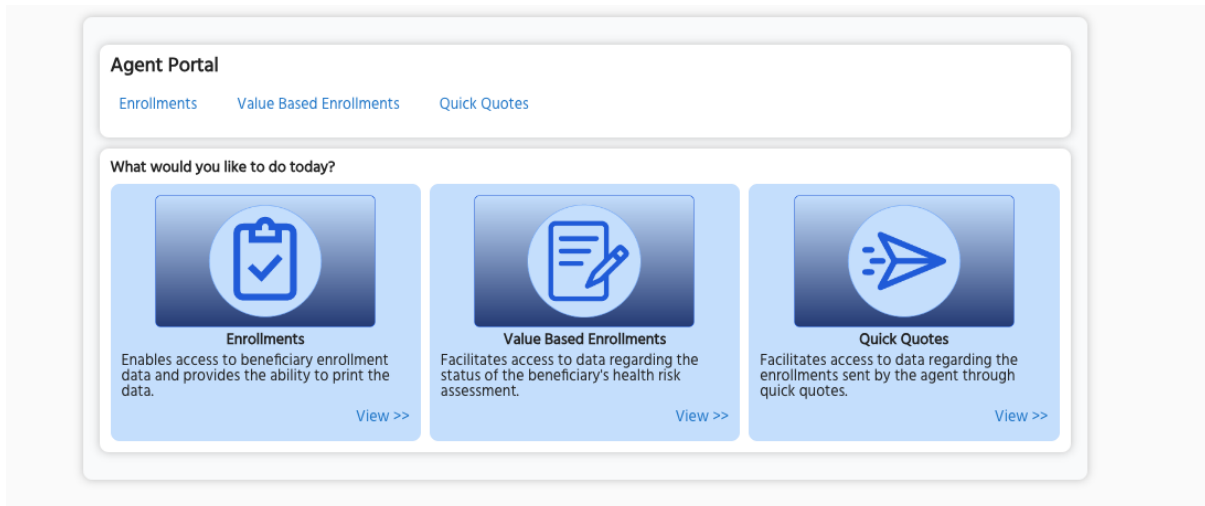 Agent Portal
Enrollments
Value Based Enrollments
Quick Quotes
What would you like to do today?
Enrollments
Enables access to beneficiary enrollment
data and provides the ability to print the
data.
View >>
Value Based Enrollments
Facilitates access to data regarding the
status of the beneficiary's health risk
assessment.
View >>
Quick Quotes
Facilitates access to data regarding the
enrollments sent by the agent through
quick quotes.
View >>